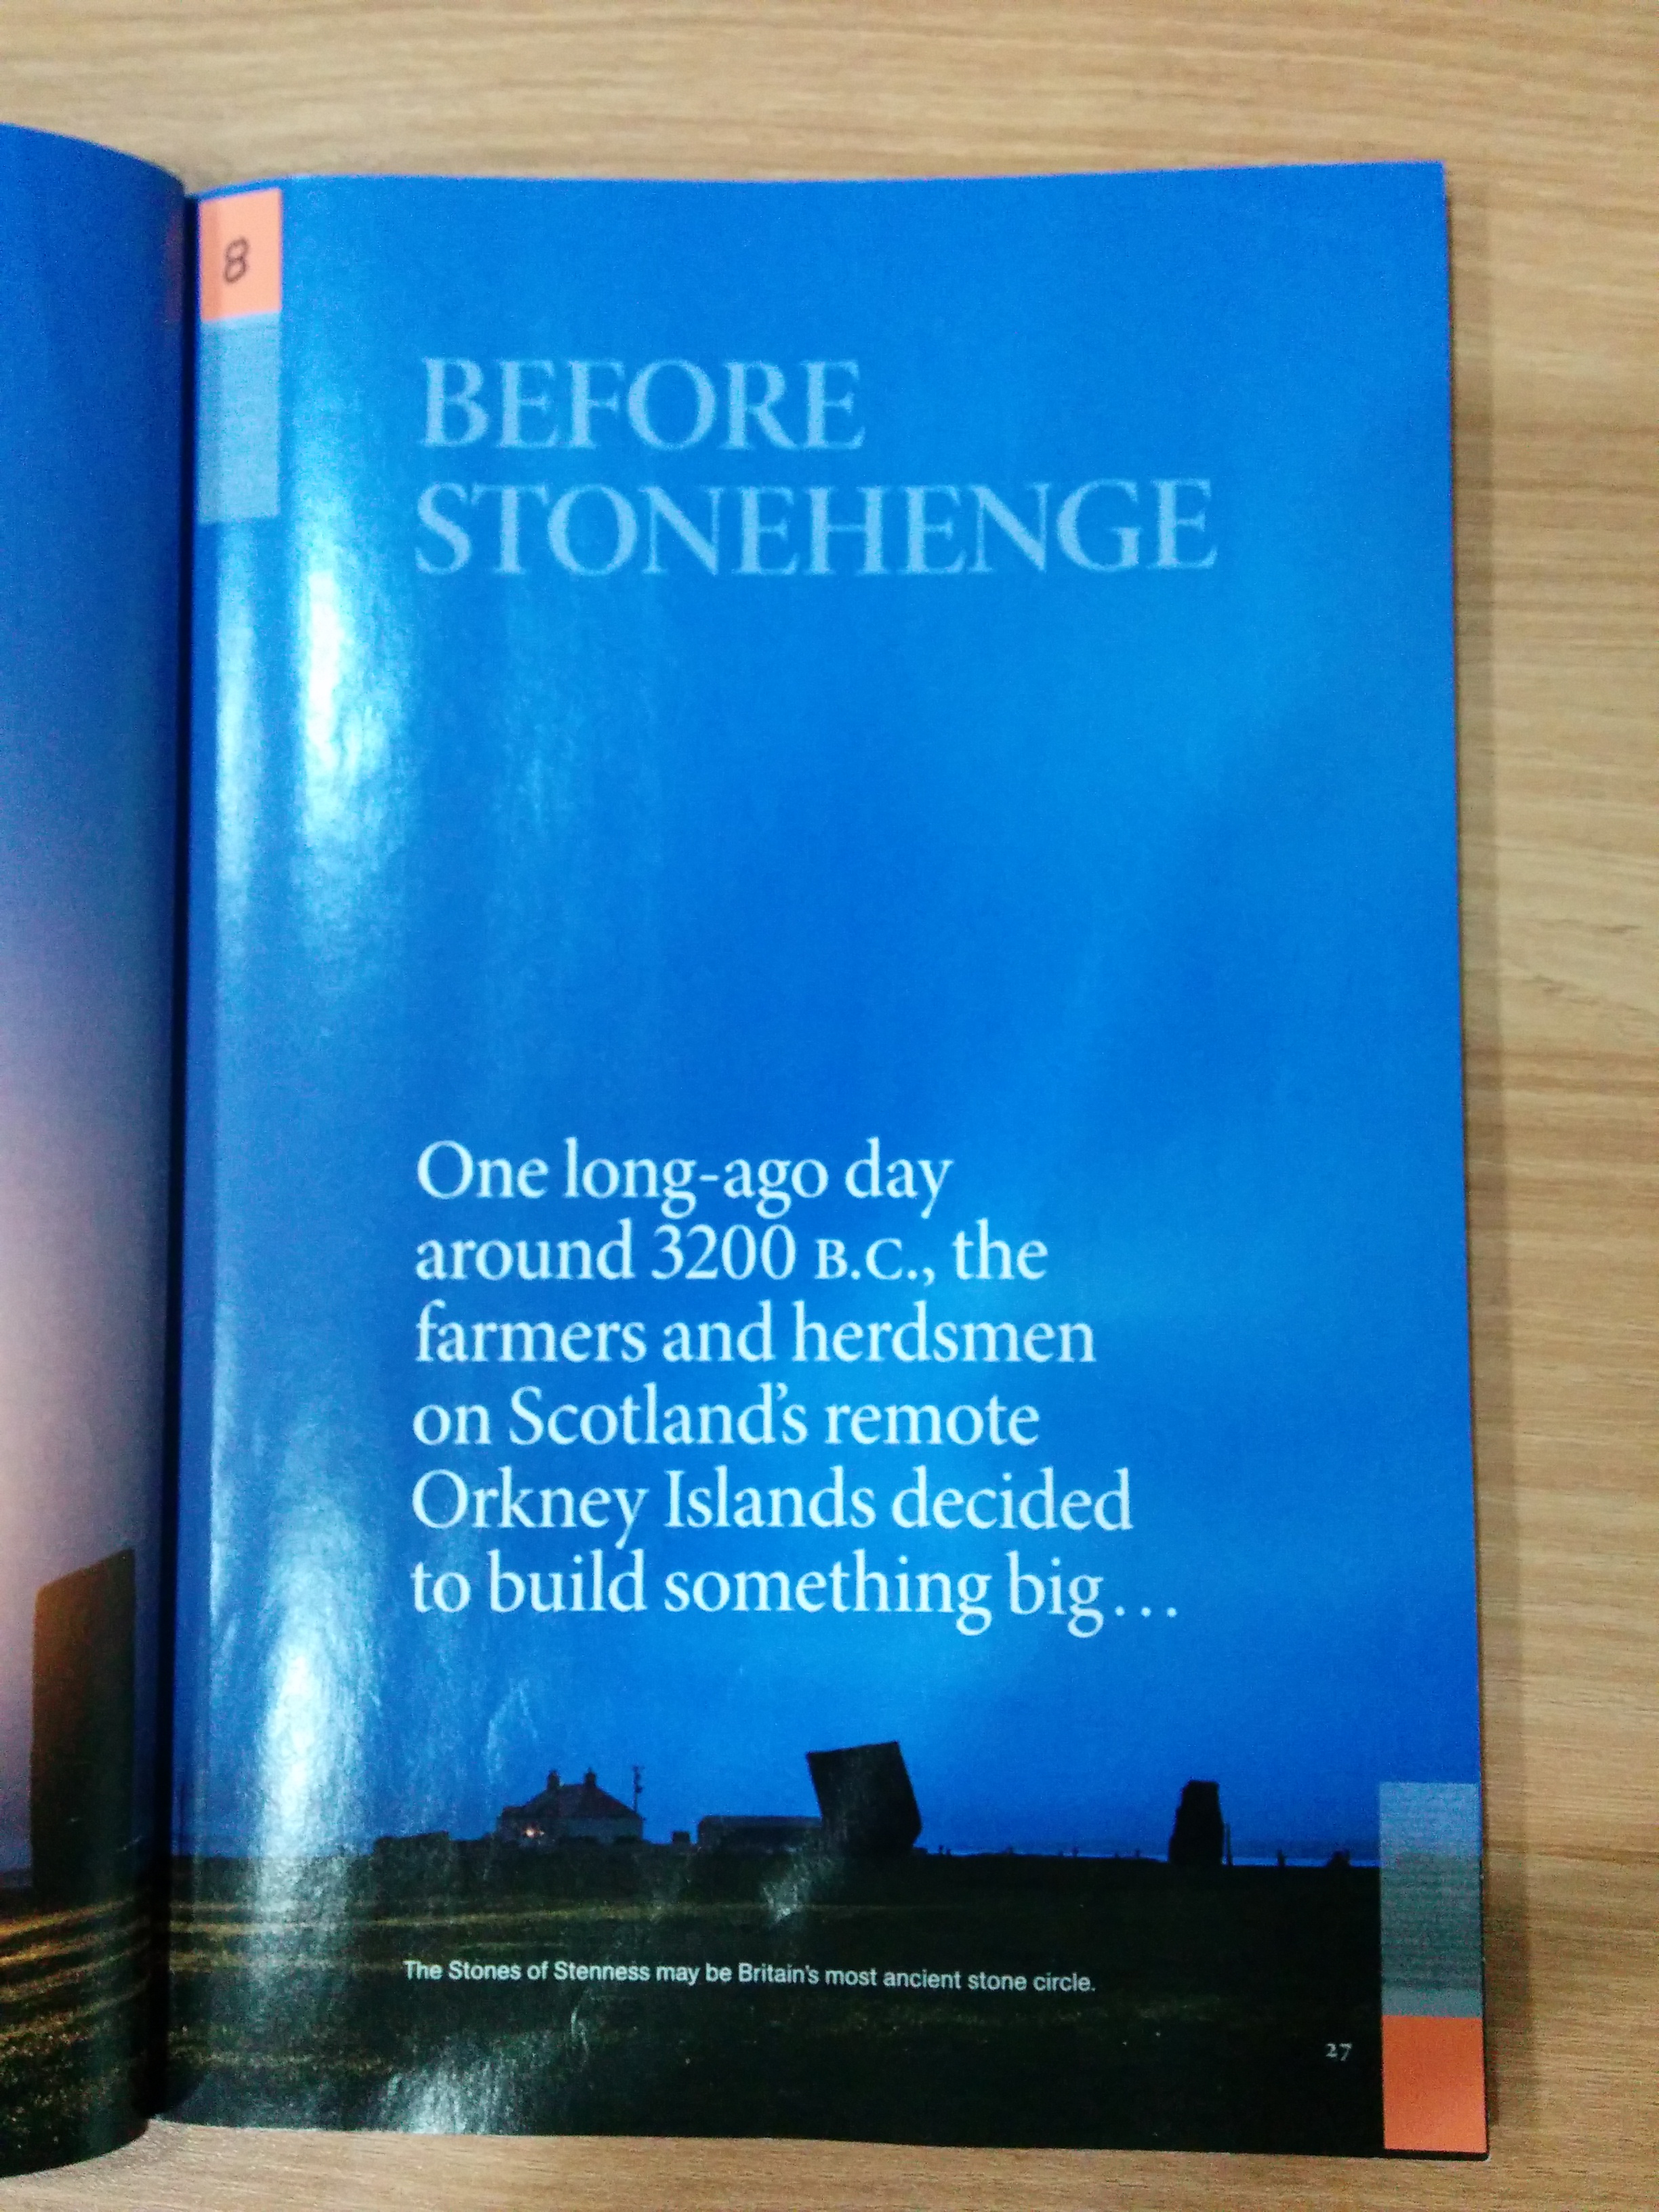 8
BEFORE
STONEHENGE
One long-ago day
around 3200 B.C., the
farmers and herdsmen
on Scotland's remote
Orkney Islands decided
to build something big...
The Stones of Stenness may be Britain's most ancient stone circle.
27